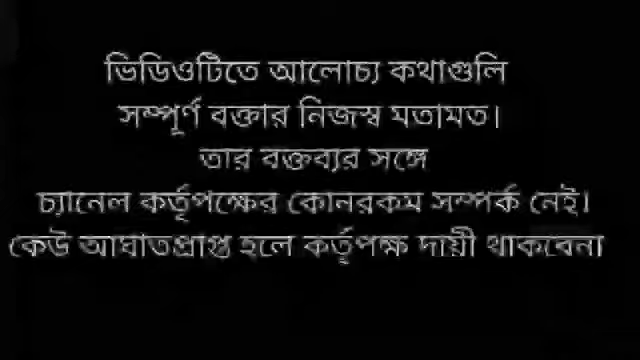 ভিডিওটিতে আলোচ্য কথাগুলি
সম্পূর্ণ বক্তার নিজস্ব মতামত।
তার বক্তব্যর সঙ্গে
চ্যানেল কর্তৃপক্ষের কোনরকম সম্পর্ক নেই।
কেউ আঘাতপ্রাপ্ত হলে কর্তৃপক্ষ দায়ী থাকবেনা